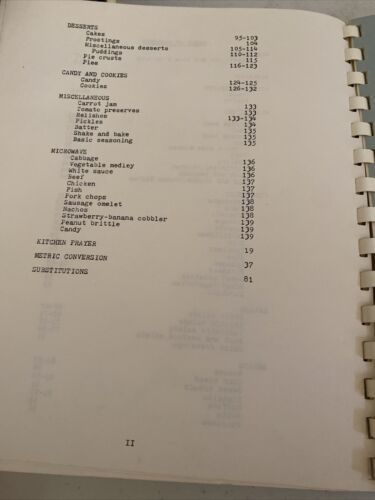 DESSERTS
Cakes 95-103
Frostings 104
Miscellaneous desserts 105-114
Puddings 110-112
Pie crusts 115
Pies 116-123
CANDY AND COOKIES
Candy 124-125
Cookies 126-132
MISCELLANEOUS
Carrot jam 133
Tomato preserves 133
Relishes 133-134
Pickles 134
Batter 135
Shake and bake 135
Basic seasoning 135
MICROWAVE
Cabbage 136
Vegetable medley 136
White sauce 136
Beef 137
Chicken 137
Fish 137
Pork chops 137
Sausage omelet 138
Nachos 138
Strawberry-banana cobbler 138
Peanut brittle 139
Candy 139
KITCHEN PRAYER 19
METRIC CONVERSION 37
SUBSTITUTIONS 81
II